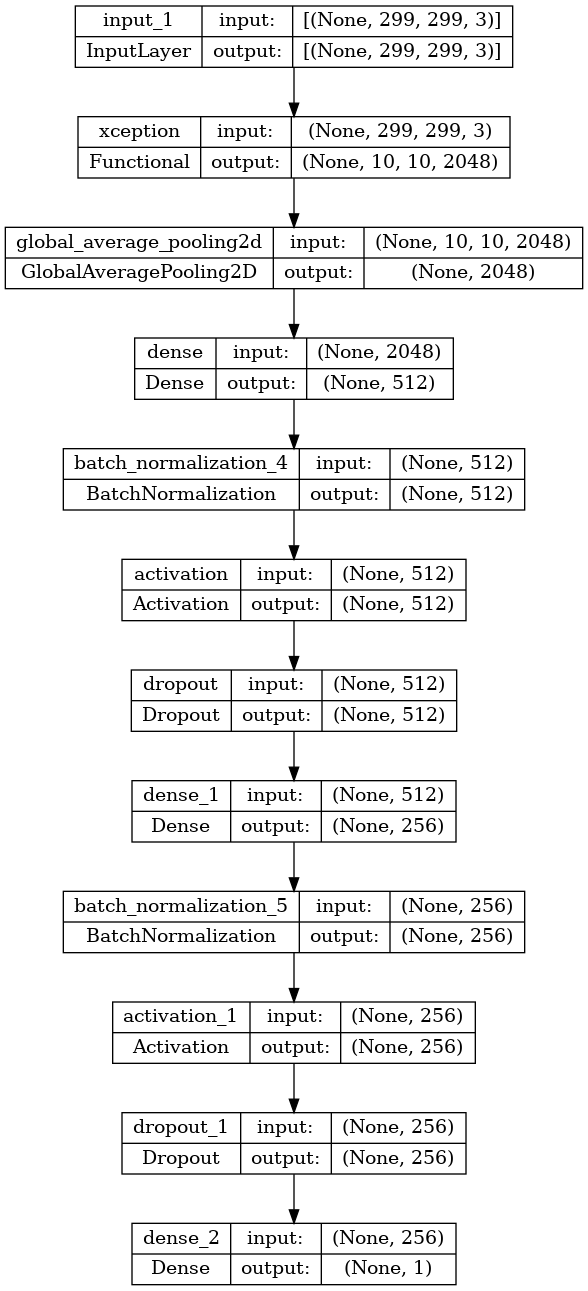 input_1 input: [(None, 299, 299, 3)]
InputLayer output: [(None, 299, 299, 3)]
xception input: (None, 299, 299, 3)
Functional output: (None, 10, 10, 2048)
global_average_pooling2d input: (None, 10, 10, 2048)
GlobalAveragePooling2D output: (None, 2048)
dense input: (None, 2048)
Dense output: (None, 512)
batch_normalization_4 input: (None, 512)
BatchNormalization output: (None, 512)
activation input: (None, 512)
Activation output: (None, 512)
dropout input: (None, 512)
Dropout output: (None, 512)
dense_1 input: (None, 512)
Dense output: (None, 256)
batch_normalization_5 input: (None, 256)
BatchNormalization output: (None, 256)
activation_1 input: (None, 256)
Activation output: (None, 256)
dropout_1 input: (None, 256)
Dropout output: (None, 256)
dense_2 input: (None, 256)
Dense output: (None, 1)